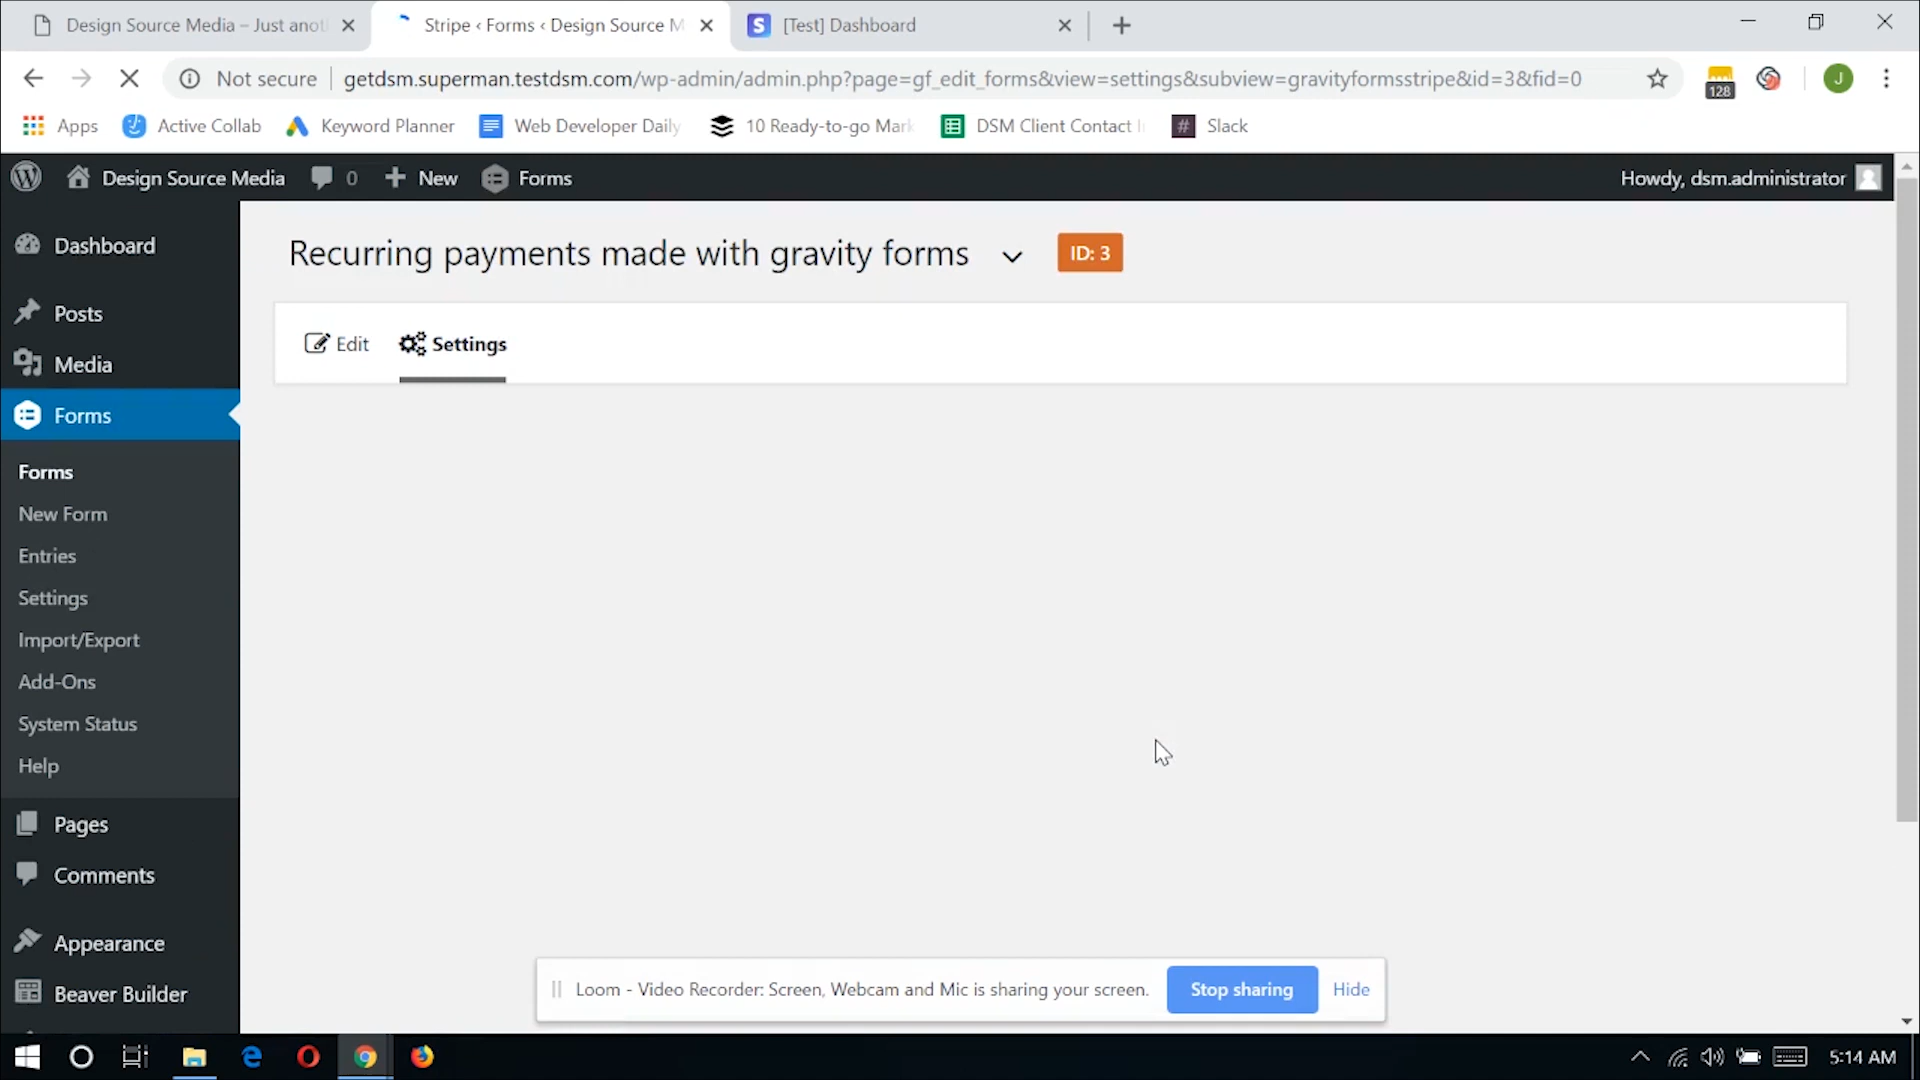 Design Source Media – Just anot
Stripe ‹ Forms ‹ Design Source M
S [Test] Dashboard
Not secure
getdsm.superman.testdsm.com/wp-admin/admin.php?page=gf_edit_forms&view=settings&subview=gravityformsstripe&id=3&fid=0
128
J
Apps
Active Collab
Keyword Planner
Web Developer Daily
10 Ready-to-go Mark
DSM Client Contact I
# Slack
Design Source Media
0
New
Forms
Howdy, dsm.administrator
Dashboard
Posts
Media
Forms
Forms
New Form
Entries
Settings
Import/Export
Add-Ons
System Status
Help
Pages
Comments
Appearance
Beaver Builder
Recurring payments made with gravity forms
ID: 3
Edit
Settings
Loom - Video Recorder: Screen, Webcam and Mic is sharing your screen.
Stop sharing
Hide
5:14 AM